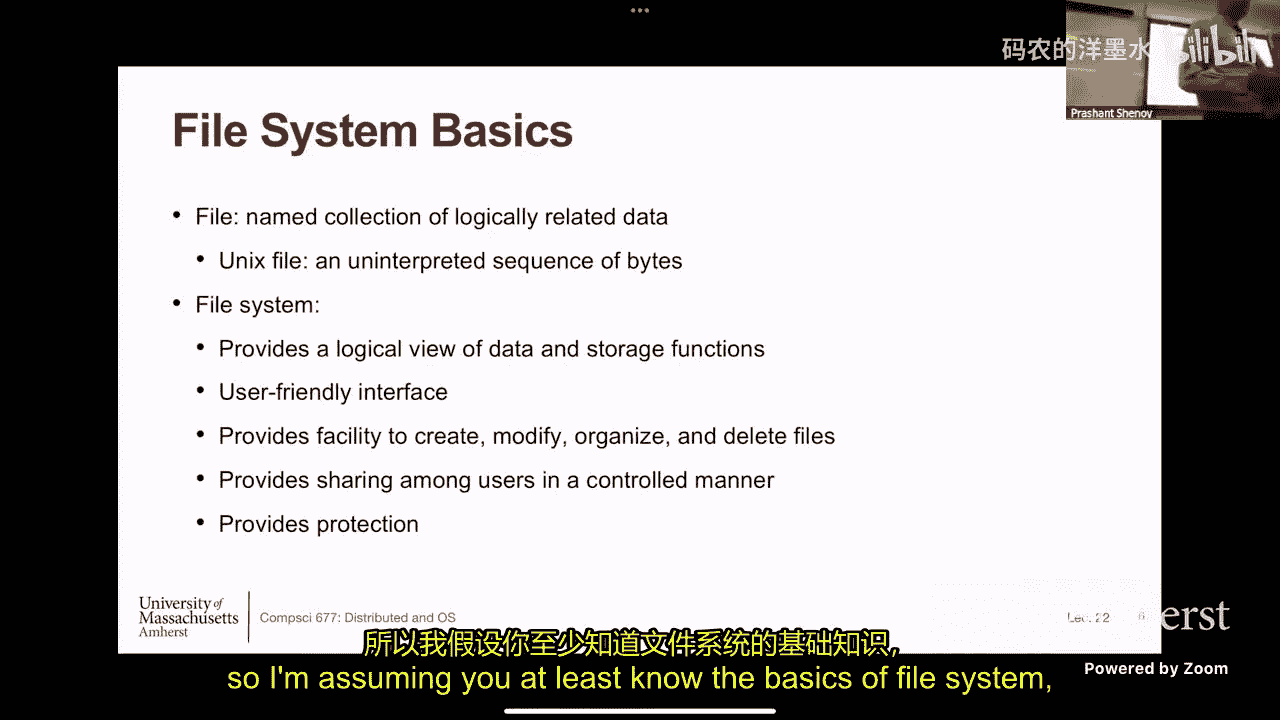 码农的洋墨水
bilibili
Prashant Shenoy
File System Basics
• File: named collection of logically related data
• Unix file: an uninterpreted sequence of bytes
• File system:
• Provides a logical view of data and storage functions
• User-friendly interface
• Provides facility to create, modify, organize, and delete files
• Provides sharing among users in a controlled manner
• Provides protection
University of
Massachusetts
Amherst
Compsci 677: Distributed and OS
Lec. 22
6
erst
所以我假设你至少知道文件系统的基础知识，
so I'm assuming you at least know the basics of file system,
Powered by Zoom